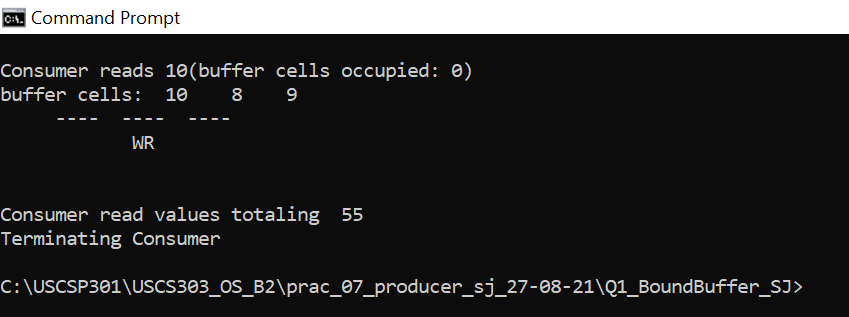 Command Prompt
Consumer reads 10(buffer cells occupied: 0)
buffer cells:  10    8    9
     ----  ----  ----
            WR
Consumer read values totaling  55
Terminating Consumer
C:\USCSP301\USCS303_OS_B2\prac_07_producer_sj_27-08-21\Q1_BoundBuffer_SJ>